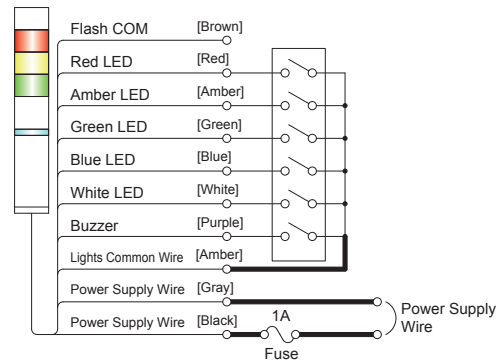 Flash COM [Brown]
Red LED [Red]
Amber LED [Amber]
Green LED [Green]
Blue LED [Blue]
White LED [White]
Buzzer [Purple]
Lights Common Wire [Amber]
Power Supply Wire [Gray]
Power Supply Wire [Black]
1A
Fuse
Power Supply
Wire